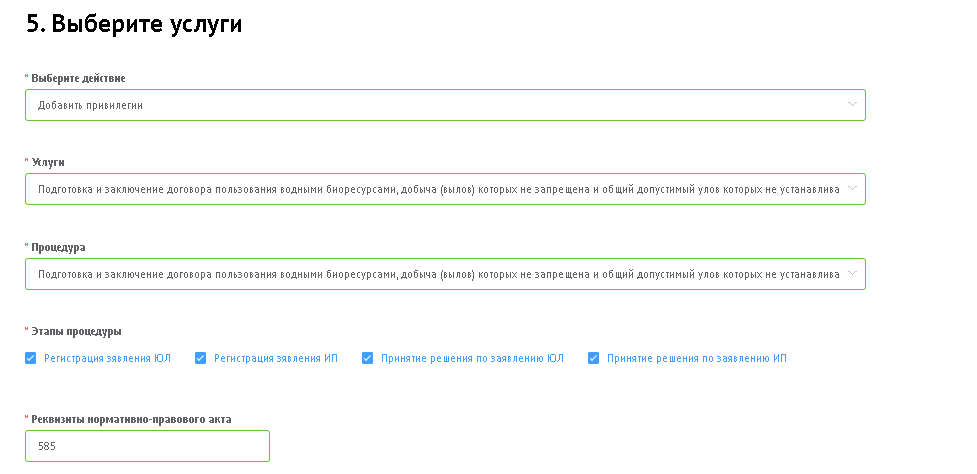 5. Выберите услуги
* Выберите действие
Добавить привилегии
* Услуги
Подготовка и заключение договора пользования водными биоресурсами, добыча (вылов) которых не запрещена и общий допустимый улов которых не устанавлива
* Процедура
Подготовка и заключение договора пользования водными биоресурсами, добыча (вылов) которых не запрещена и общий допустимый улов которых не устанавлива
* Этапы процедуры
Регистрация зявления ЮЛ Регистрация зявления ИП Принятие решения по заявлению ЮЛ Принятие решения по заявлению ИП
* Реквизиты нормативно-правового акта
585